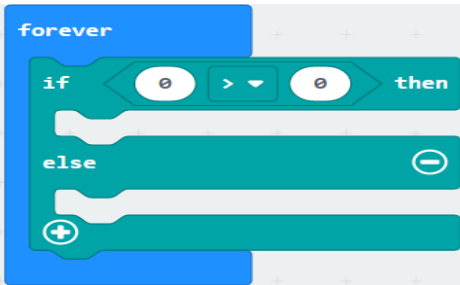 forever
if 0 > 0 then
else